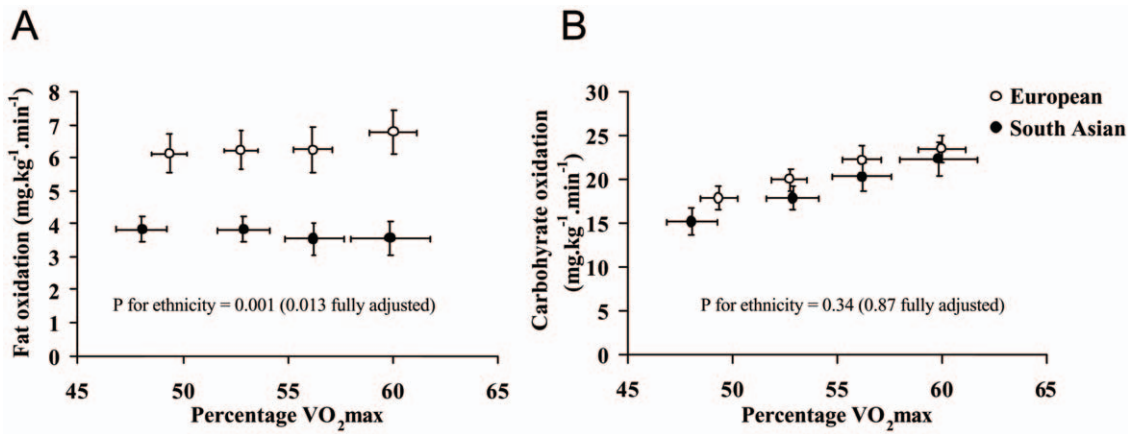 A
Fat oxidation (mg.kg-1.min-1)
8
7
6
5
4
3
2
1
0
P for ethnicity = 0.001 (0.013 fully adjusted)
45 50 55 60 65
Percentage VO2max
B
Carbohyrate oxidation
(mg.kg-1.min-1)
30
25
20
15
10
5
0
European
South Asian
P for ethnicity = 0.34 (0.87 fully adjusted)
45 50 55 60 65
Percentage VO2max